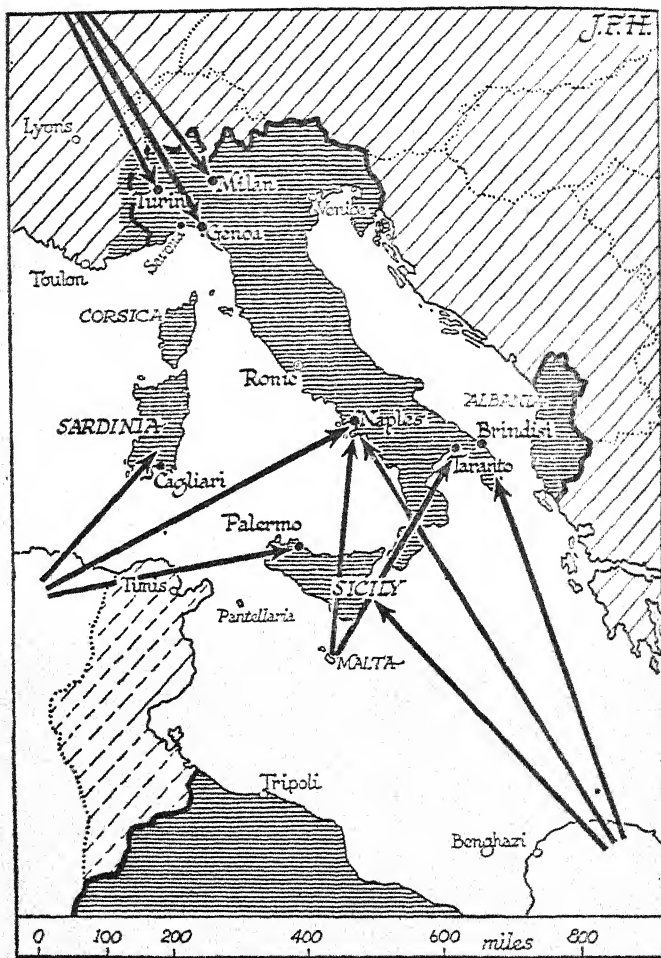 J.F.H.
Lyons
Milan
Turin
Venice
Savona
Genoa
Toulon
CORSICA
Rome
ALBANIA
Naples
SARDINIA
Brindisi
Taranto
Cagliari
Palermo
Tunis
SICILY
Pantellaria
MALTA
Tripoli
Benghazi
0 100 200 400 600 miles 800